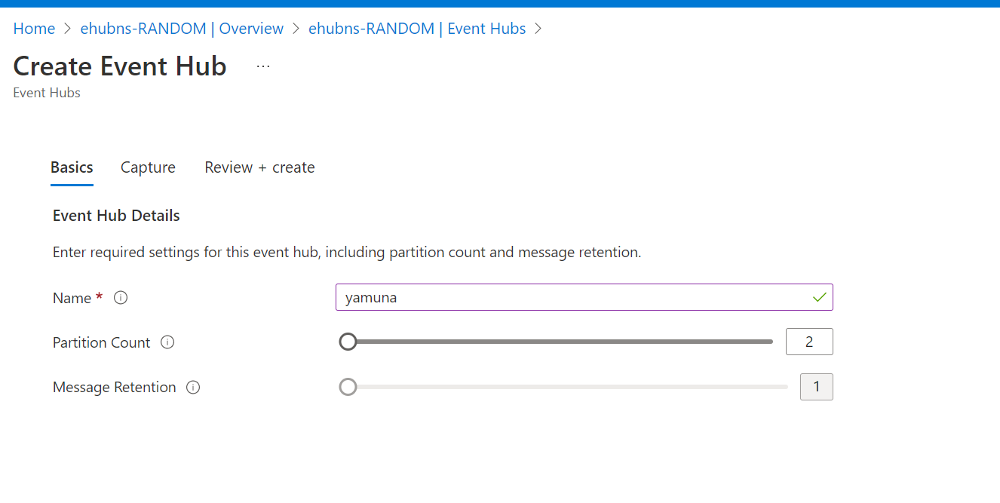 Home > ehubns-RANDOM | Overview > ehubns-RANDOM | Event Hubs >
Create Event Hub ...
Event Hubs
Basics Capture Review + create
Event Hub Details
Enter required settings for this event hub, including partition count and message retention.
Name * yamuna
Partition Count 2
Message Retention 1